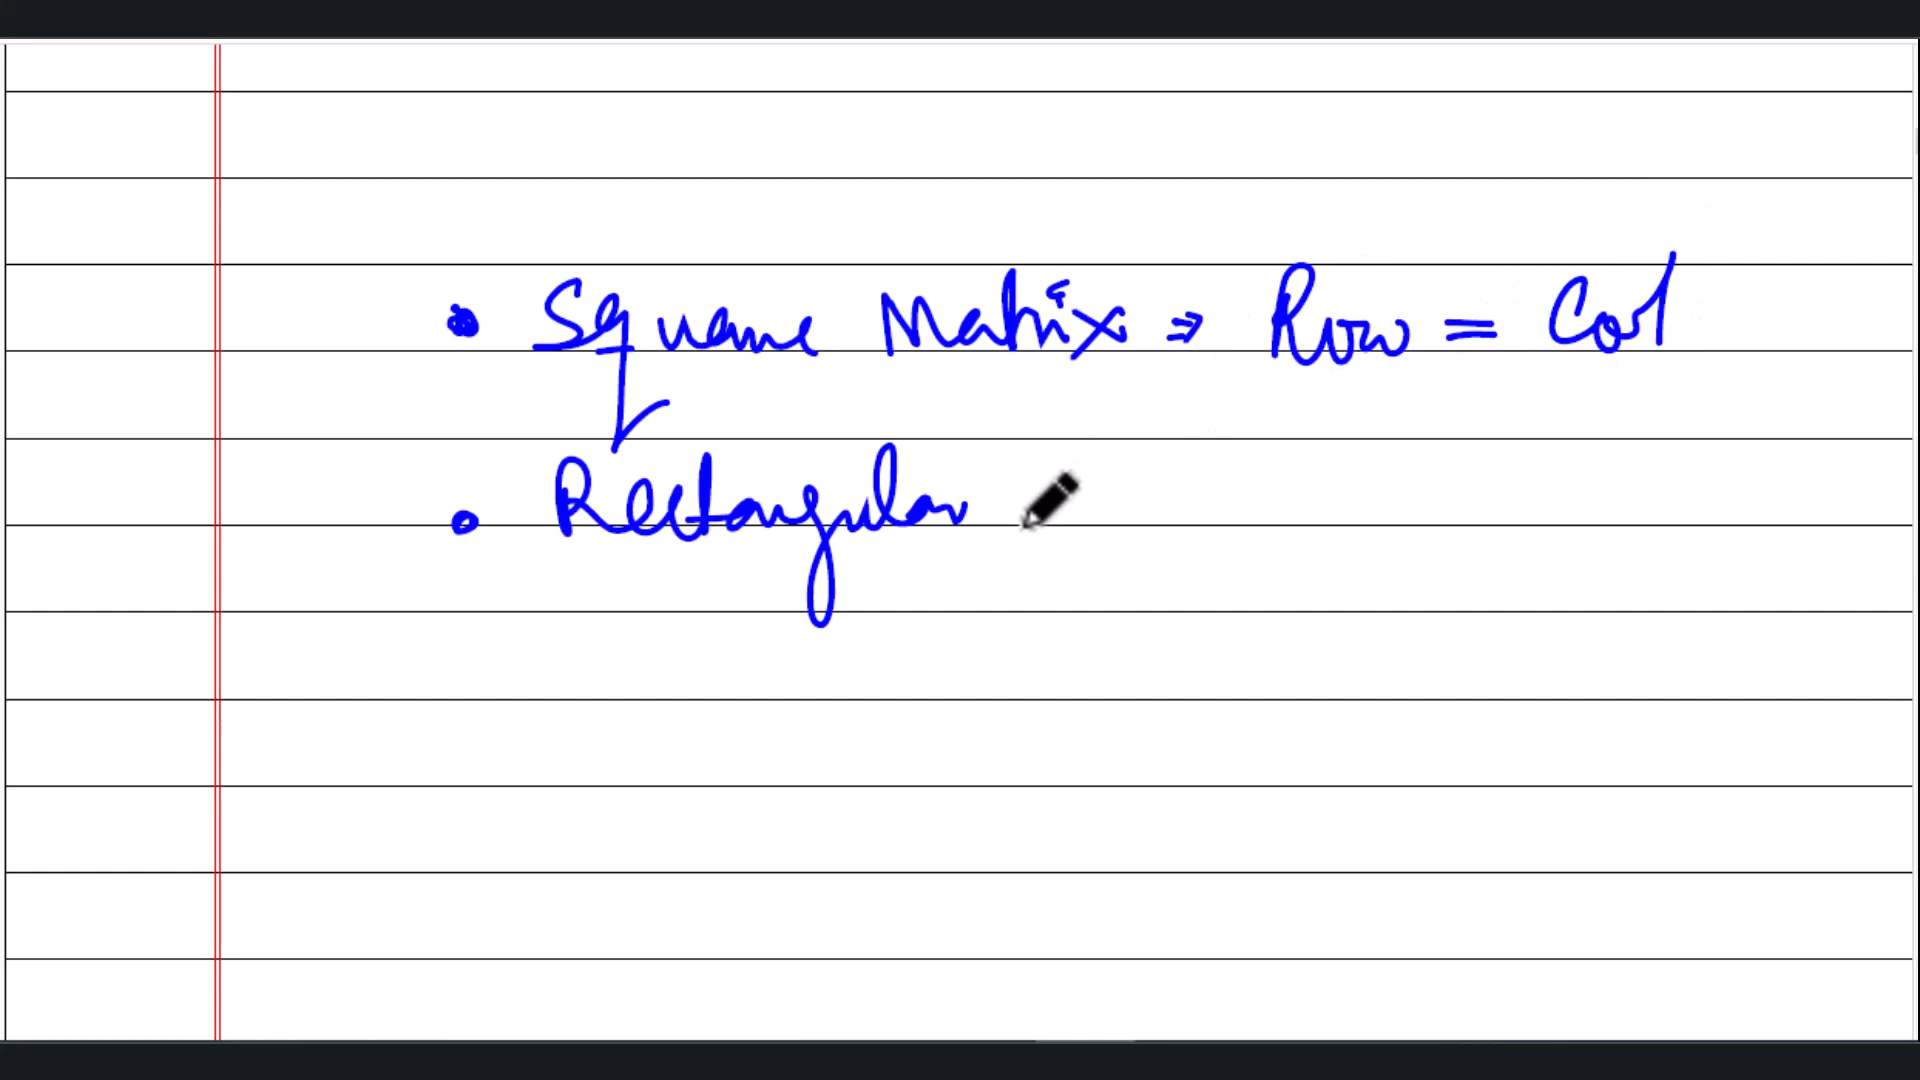 • Square Matrix ⇒ Row = Col
• Rectangular